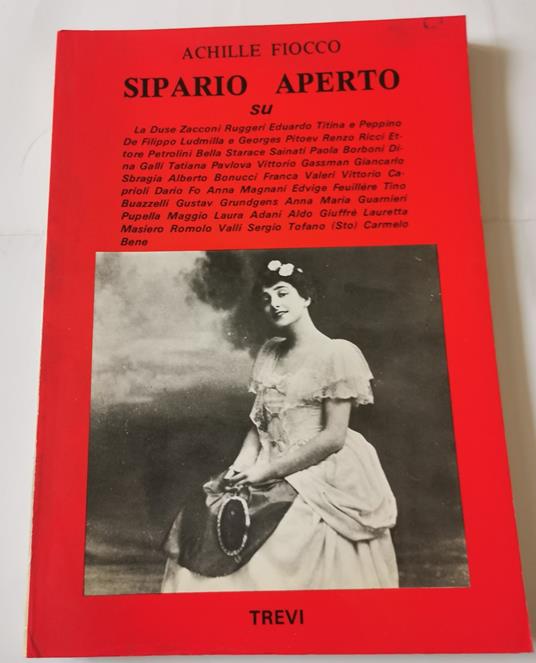 ACHILLE FIOCCO
SIPARIO APERTO
su
La Duse Zacconi Ruggeri Eduardo Titina e Peppino
De Filippo Ludmilla e Georges Pitoev Renzo Ricci Et-
tore Petrolini Bella Starace Sainati Paola Borboni Di-
na Galli Tatiana Pavlova Vittorio Gassman Giancarlo
Sbragia Alberto Bonucci Franca Valeri Vittorio Ca-
prioli Dario Fo Anna Magnani Edvige Feuillére Tino
Buazzelli Gustav Grundgens Anna Maria Guarnieri
Pupella Maggio Laura Adani Aldo Giuffrè Lauretta
Masiero Romolo Valli Sergio Tofano (Sto) Carmelo
Bene
TREVI